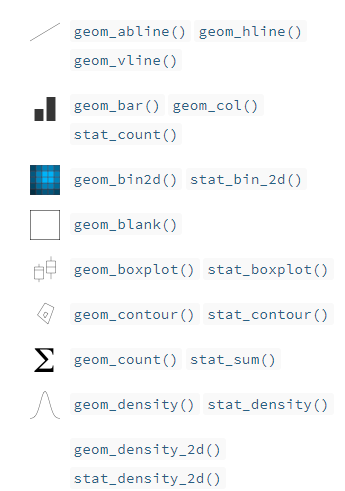 geom_abline() geom_hline()
geom_vline()
geom_bar() geom_col()
stat_count()
geom_bin2d() stat_bin_2d()
geom_blank()
geom_boxplot() stat_boxplot()
geom_contour() stat_contour()
Σ geom_count() stat_sum()
geom_density() stat_density()
geom_density_2d()
stat_density_2d()